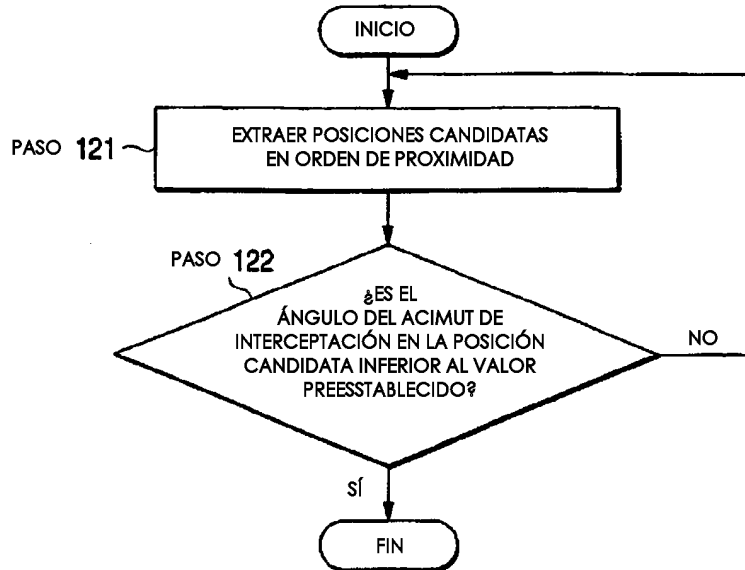 INICIO
PASO 121
EXTRAER POSICIONES CANDIDATAS
EN ORDEN DE PROXIMIDAD
PASO 122
¿ES EL
ÁNGULO DEL ACIMUT DE
INTERCEPTACIÓN EN LA POSICIÓN
CANDIDATA INFERIOR AL VALOR
PREESSTABLECIDO?
NO
SÍ
FIN